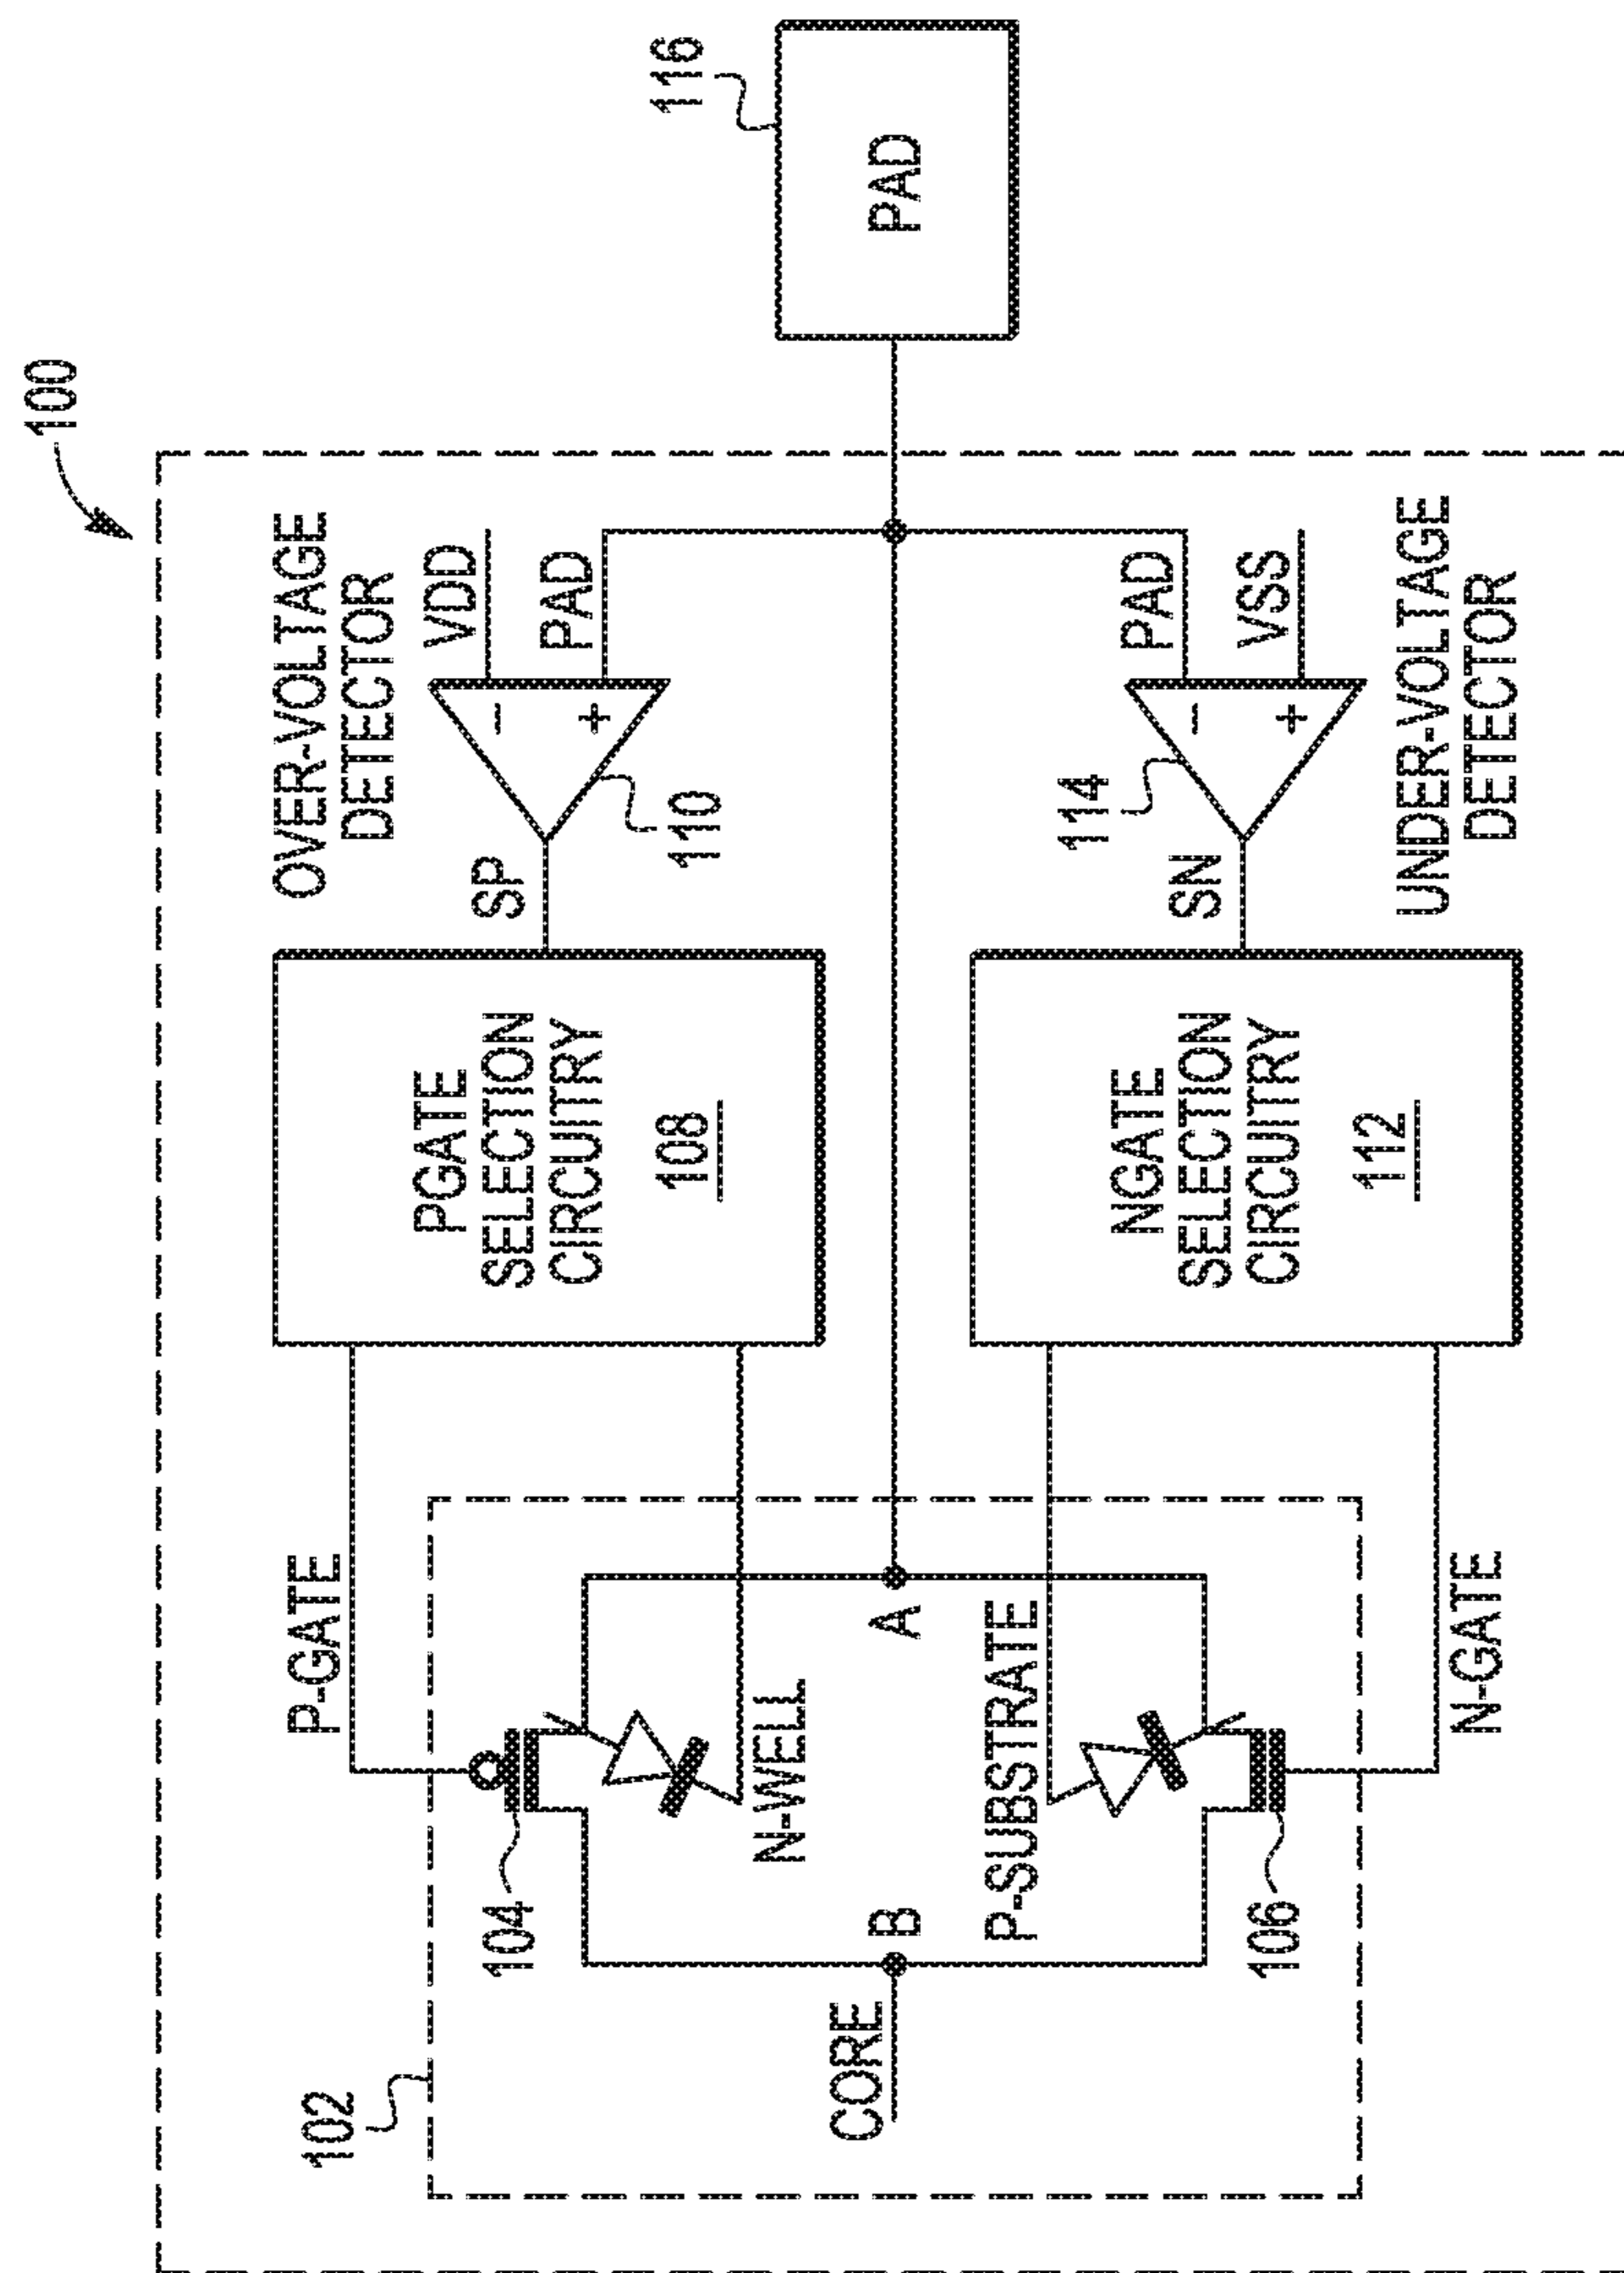 100
102
P-GATE
104
N-WELL
CORE
B
A
P-SUBSTRATE
106
N-GATE
PGATE
SELECTION
CIRCUITRY
108
NGATE
SELECTION
CIRCUITRY
112
OVER-VOLTAGE
DETECTOR
SP
VDD
PAD
-
+
110
UNDER-VOLTAGE
DETECTOR
SN
PAD
VSS
-
+
114
116
PAD